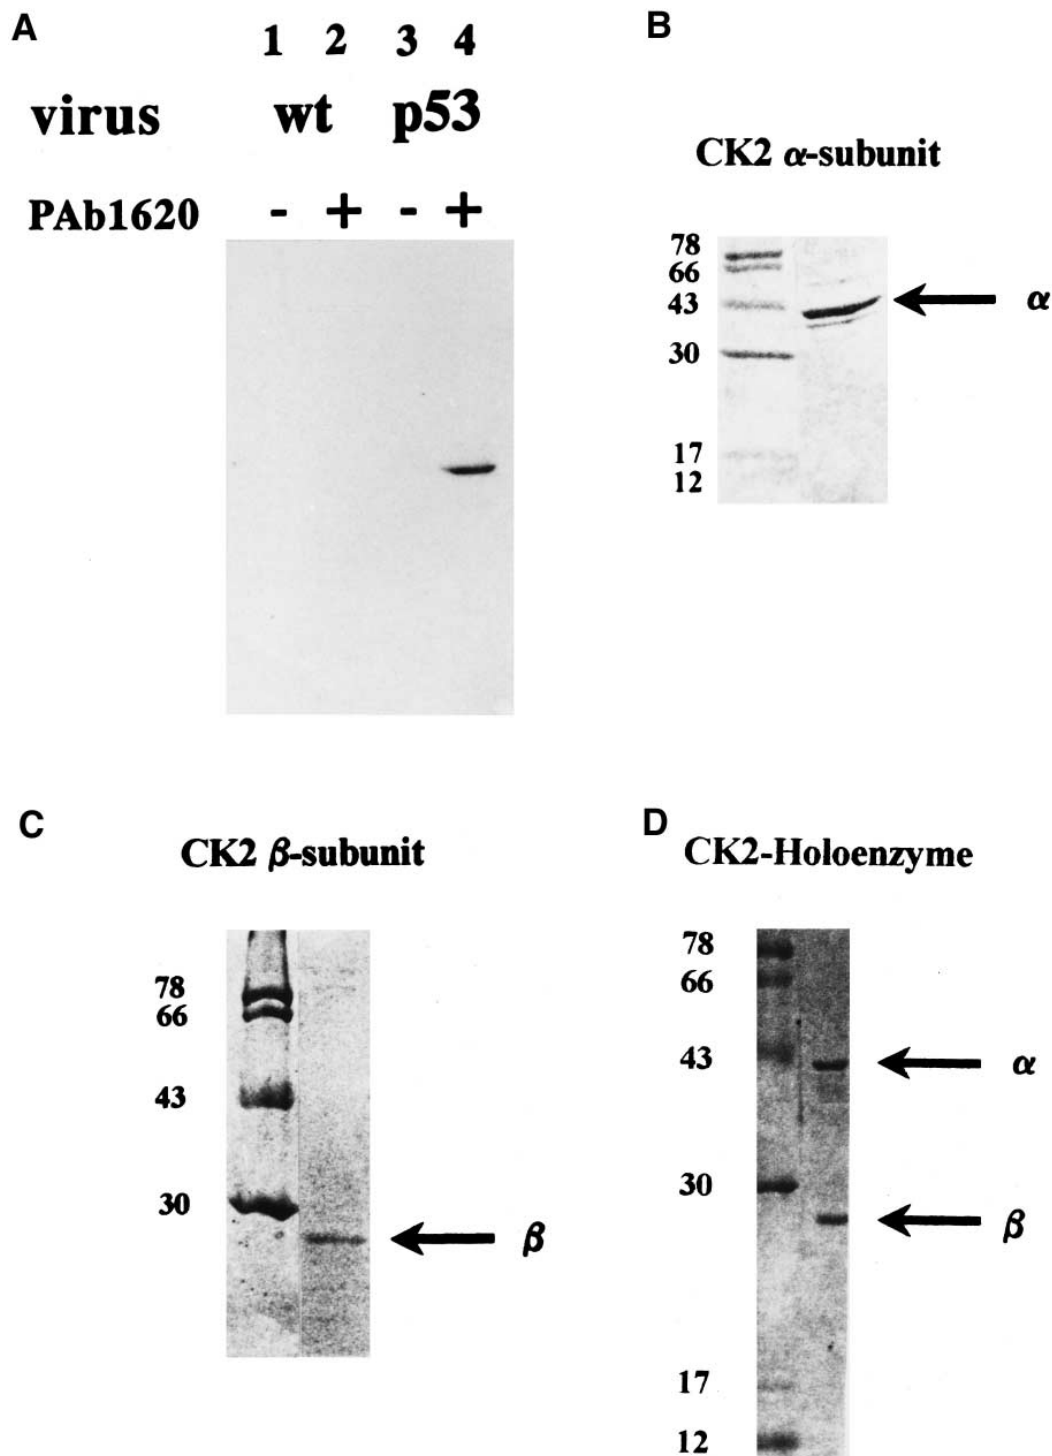 A
1 2 3 4
virus wt p53
PAb1620 - + - +
B
CK2 α-subunit
78
66
43
α
30
17
12
C
CK2 β-subunit
78
66
43
30
β
D
CK2-Holoenzyme
78
66
43
α
30
β
17
12